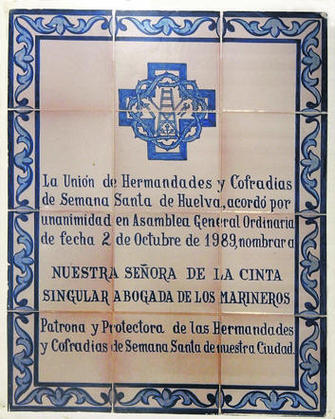 La Unión de Hermandades y Cofradias
de Semana Santa de Huelva, acordó por
unanimidad en Asamblea General Ordinaria
de fecha 2 de Octubre de 1989, nombrar a
NUESTRA SEÑORA DE LA CINTA
SINGULAR ABOGADA DE LOS MARINEROS
Patrona y Protectora de las Hermandades
y Cofradias de Semana Santa de nuestra Ciudad.